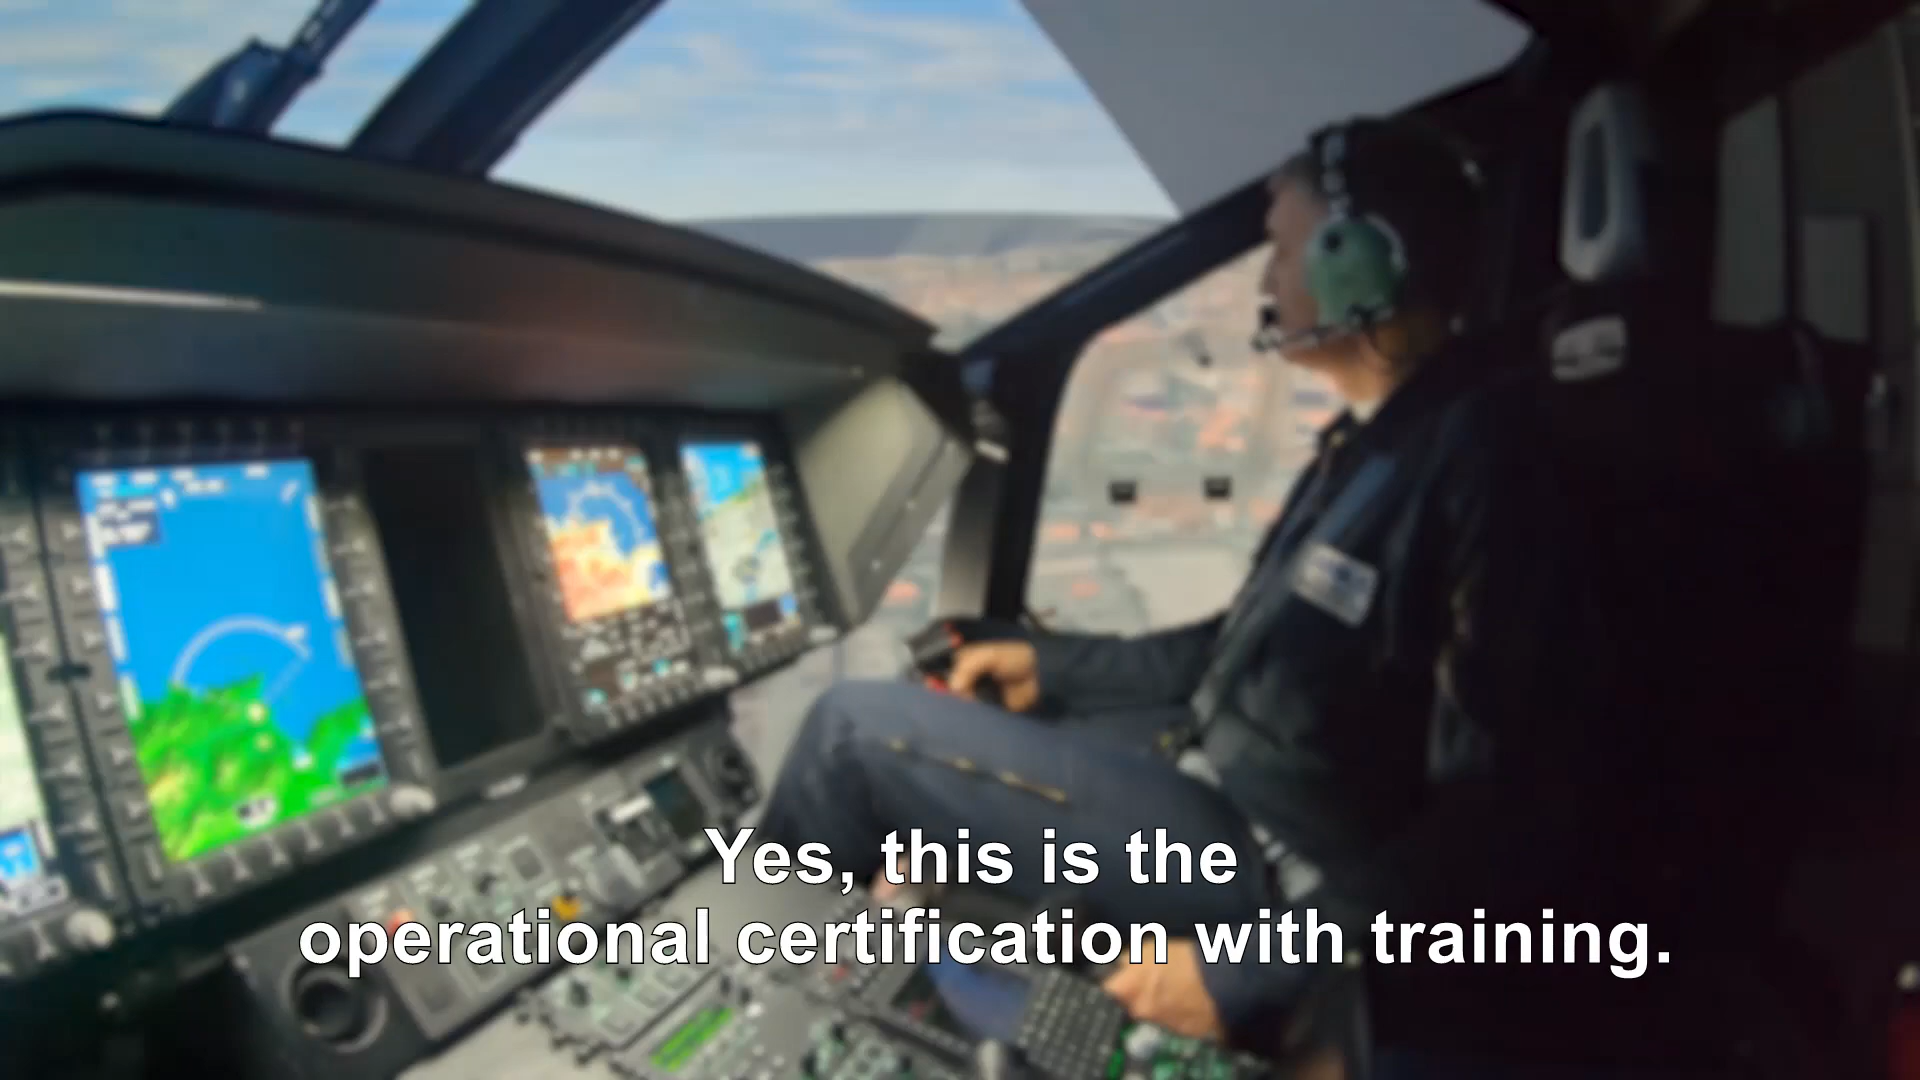 Yes, this is the
operational certification with training.